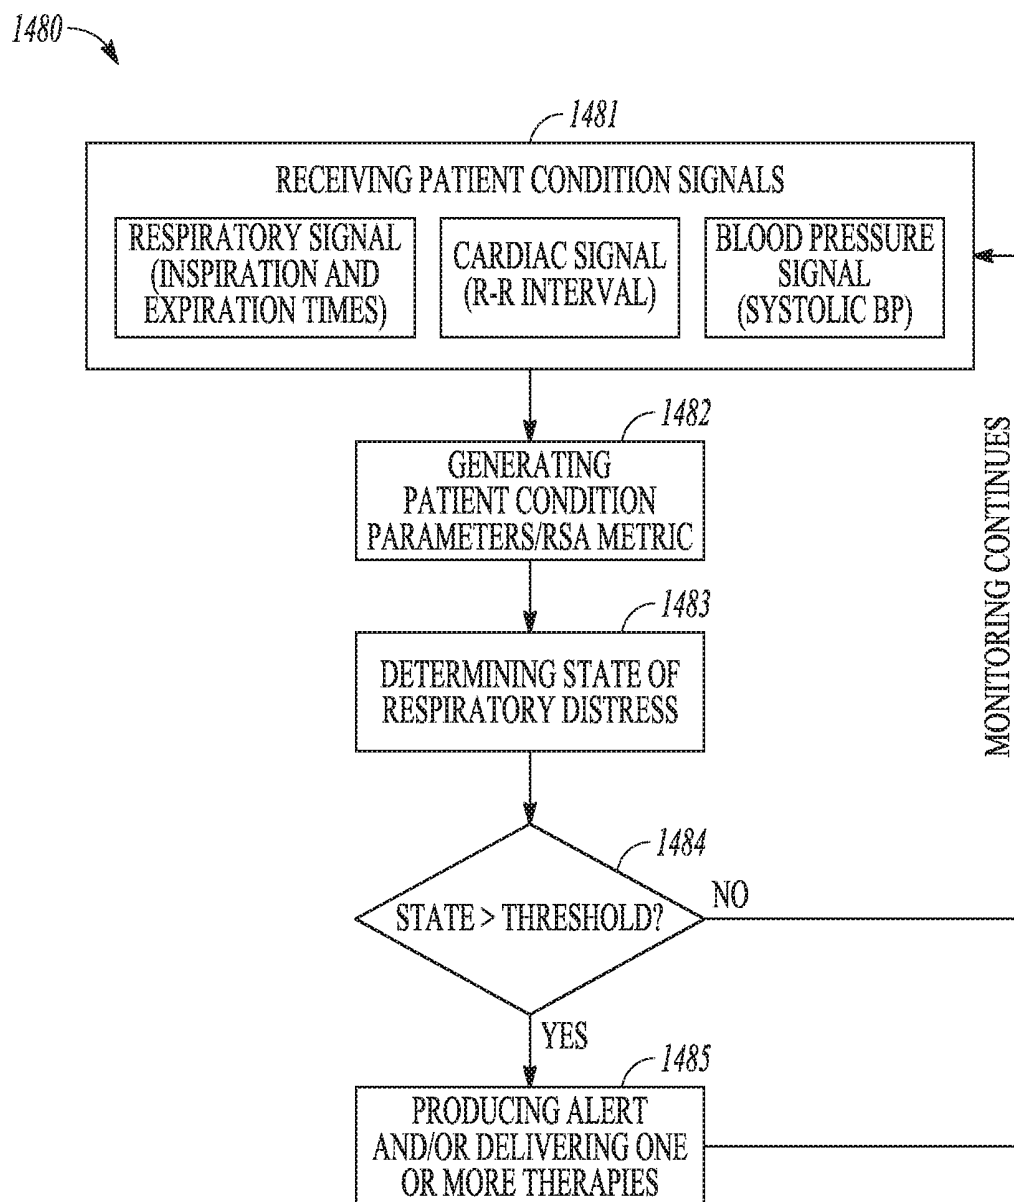 1480
1481
RECEIVING PATIENT CONDITION SIGNALS
RESPIRATORY SIGNAL
(INSPIRATION AND
EXPIRATION TIMES)
CARDIAC SIGNAL
(R-R INTERVAL)
BLOOD PRESSURE
SIGNAL
(SYSTOLIC BP)
1482
GENERATING
PATIENT CONDITION
PARAMETERS/RSA METRIC
MONITORING CONTINUES
1483
DETERMINING STATE OF
RESPIRATORY DISTRESS
1484
STATE > THRESHOLD?
NO
YES
1485
PRODUCING ALERT
AND/OR DELIVERING ONE
OR MORE THERAPIES